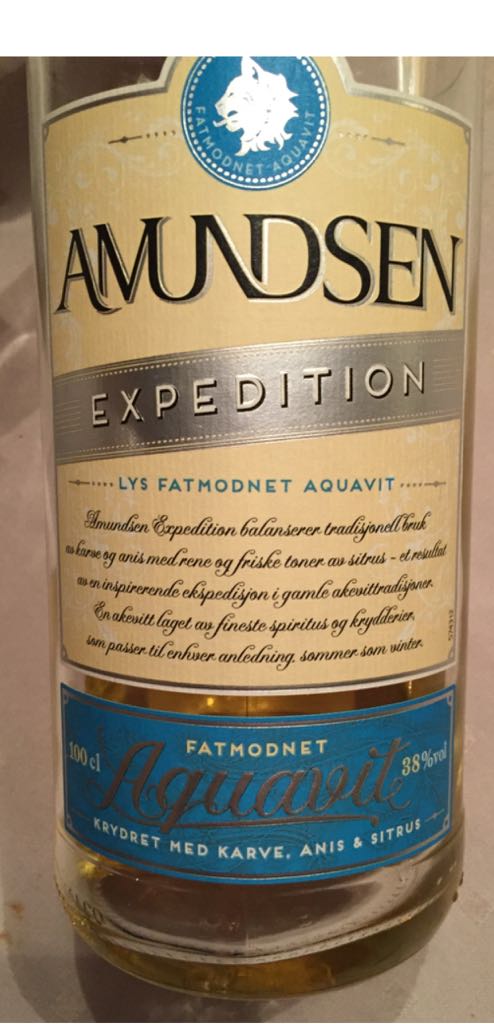 FATMODNET AQUAVIT
AMUNDSEN
EXPEDITION
LYS FATMODNET AQUAVIT
Amundsen Expedition balanserer tradisjonell bruk
av karve og anis med rene og friske toner av sitrus - et resultat
av en inspirerende ekspedisjon i gamle akevittradisjoner.
En akevitt laget av fineste spiritus og krydderier,
som passer til enhver anledning, sommer som vinter.
574312
FATMODNET
100 cl
Aquavit
38%vol
KRYDRET MED KARVE, ANIS & SITRUS